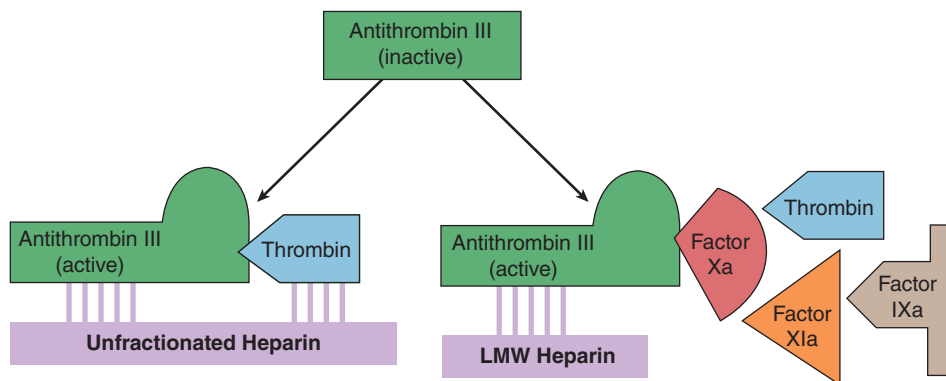 Antithrombin III
(inactive)
Antithrombin III
(active)
Thrombin
Unfractionated Heparin
Antithrombin III
(active)
LMW Heparin
Factor
Xa
Thrombin
Factor
XIa
Factor
IXa